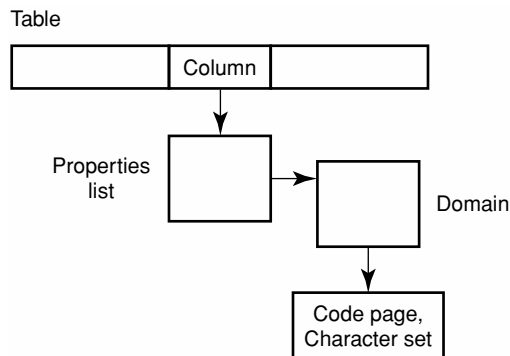 Table
Column
Properties
list
Domain
Code page,
Character set